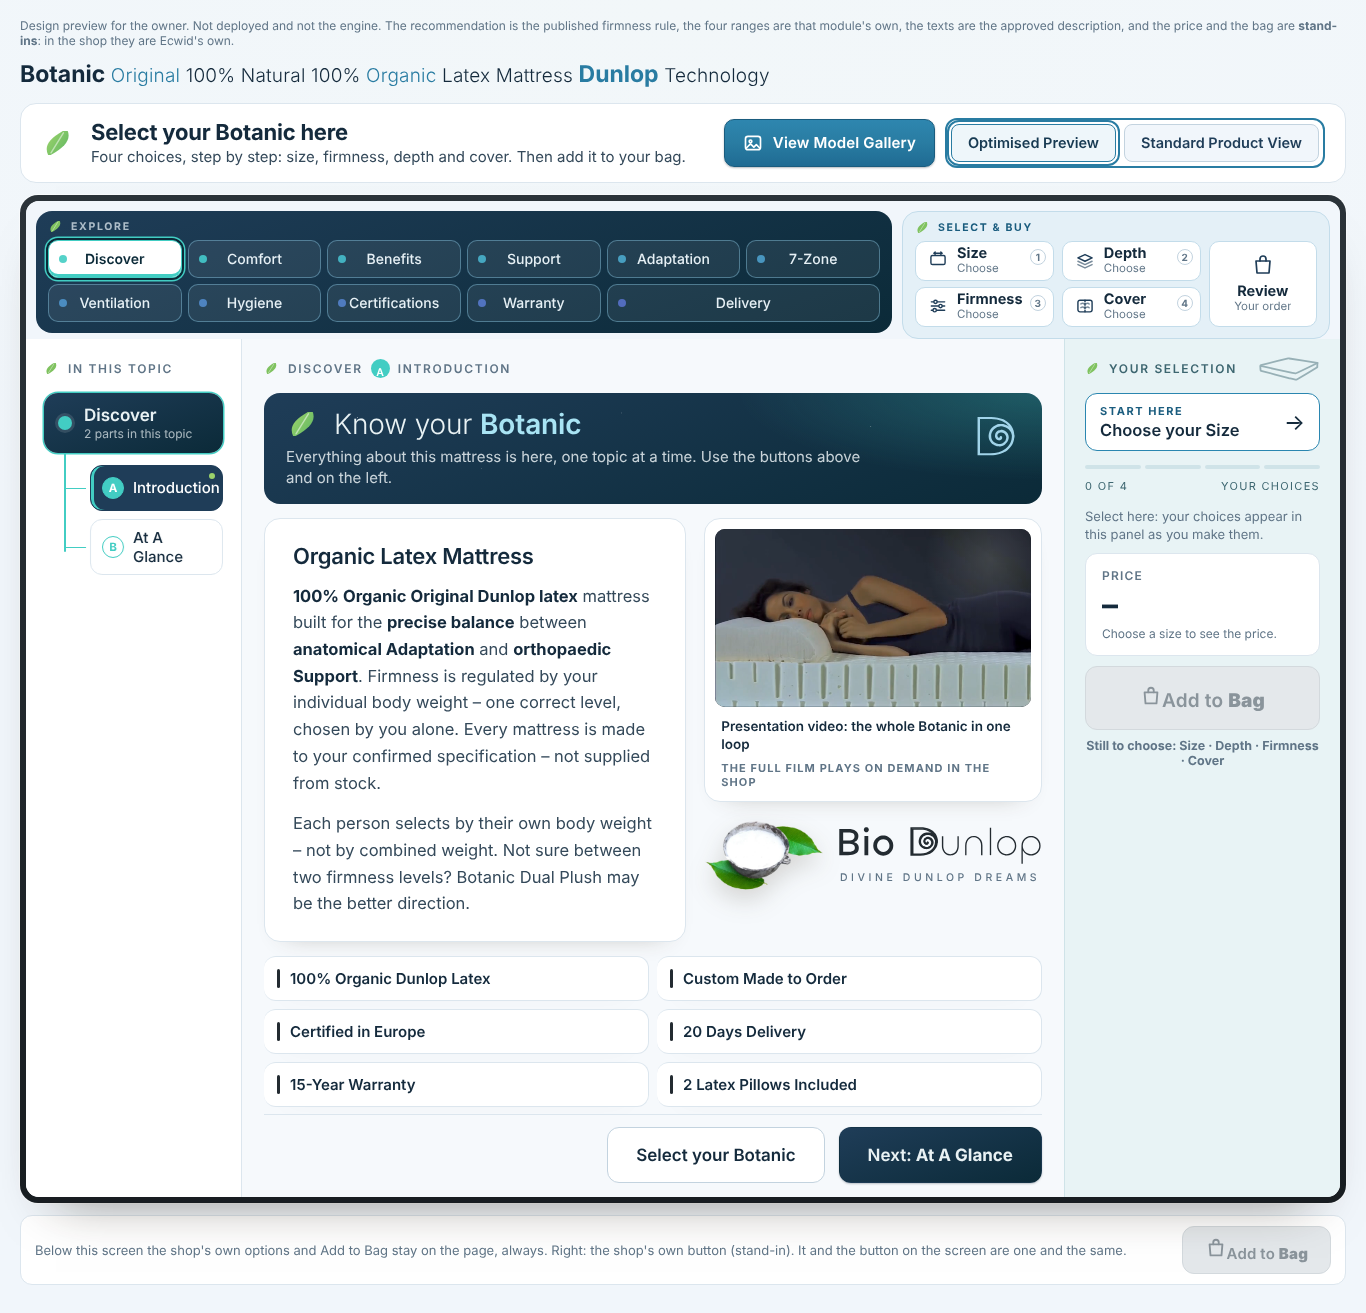 Design preview for the owner. Not deployed and not the engine. The recommendation is the published firmness rule, the four ranges are that module's own, the texts are the approved description, and the price and the bag are stand-
ins: in the shop they are Ecwid's own.
Botanic Original 100% Natural 100% Organic Latex Mattress Dunlop Technology
Select your Botanic here
Four choices, step by step: size, firmness, depth and cover. Then add it to your bag.
View Model Gallery
Optimised Preview
Standard Product View
EXPLORE
Discover
Comfort
Benefits
Support
Adaptation
7-Zone
Ventilation
Hygiene
Certifications
Warranty
Delivery
SELECT & BUY
Size
Choose
1
Depth
Choose
2
Firmness
Choose
3
Cover
Choose
4
Review
Your order
IN THIS TOPIC
Discover
2 parts in this topic
A
Introduction
B
At A
Glance
DISCOVER A INTRODUCTION
Know your Botanic
Everything about this mattress is here, one topic at a time. Use the buttons above
and on the left.
Organic Latex Mattress
100% Organic Original Dunlop latex mattress
built for the precise balance between
anatomical Adaptation and orthopaedic
Support. Firmness is regulated by your
individual body weight – one correct level,
chosen by you alone. Every mattress is made
to your confirmed specification – not supplied
from stock.
Each person selects by their own body weight
– not by combined weight. Not sure between
two firmness levels? Botanic Dual Plush may
be the better direction.
Presentation video: the whole Botanic in one
loop
THE FULL FILM PLAYS ON DEMAND IN THE
SHOP
Bio Dunlop
DIVINE DUNLOP DREAMS
100% Organic Dunlop Latex
Custom Made to Order
Certified in Europe
20 Days Delivery
15-Year Warranty
2 Latex Pillows Included
Select your Botanic
Next: At A Glance
YOUR SELECTION
START HERE
Choose your Size
0 OF 4
YOUR CHOICES
Select here: your choices appear in
this panel as you make them.
PRICE
–
Choose a size to see the price.
Add to Bag
Still to choose: Size · Depth · Firmness
· Cover
Below this screen the shop's own options and Add to Bag stay on the page, always. Right: the shop's own button (stand-in). It and the button on the screen are one and the same.
Add to Bag